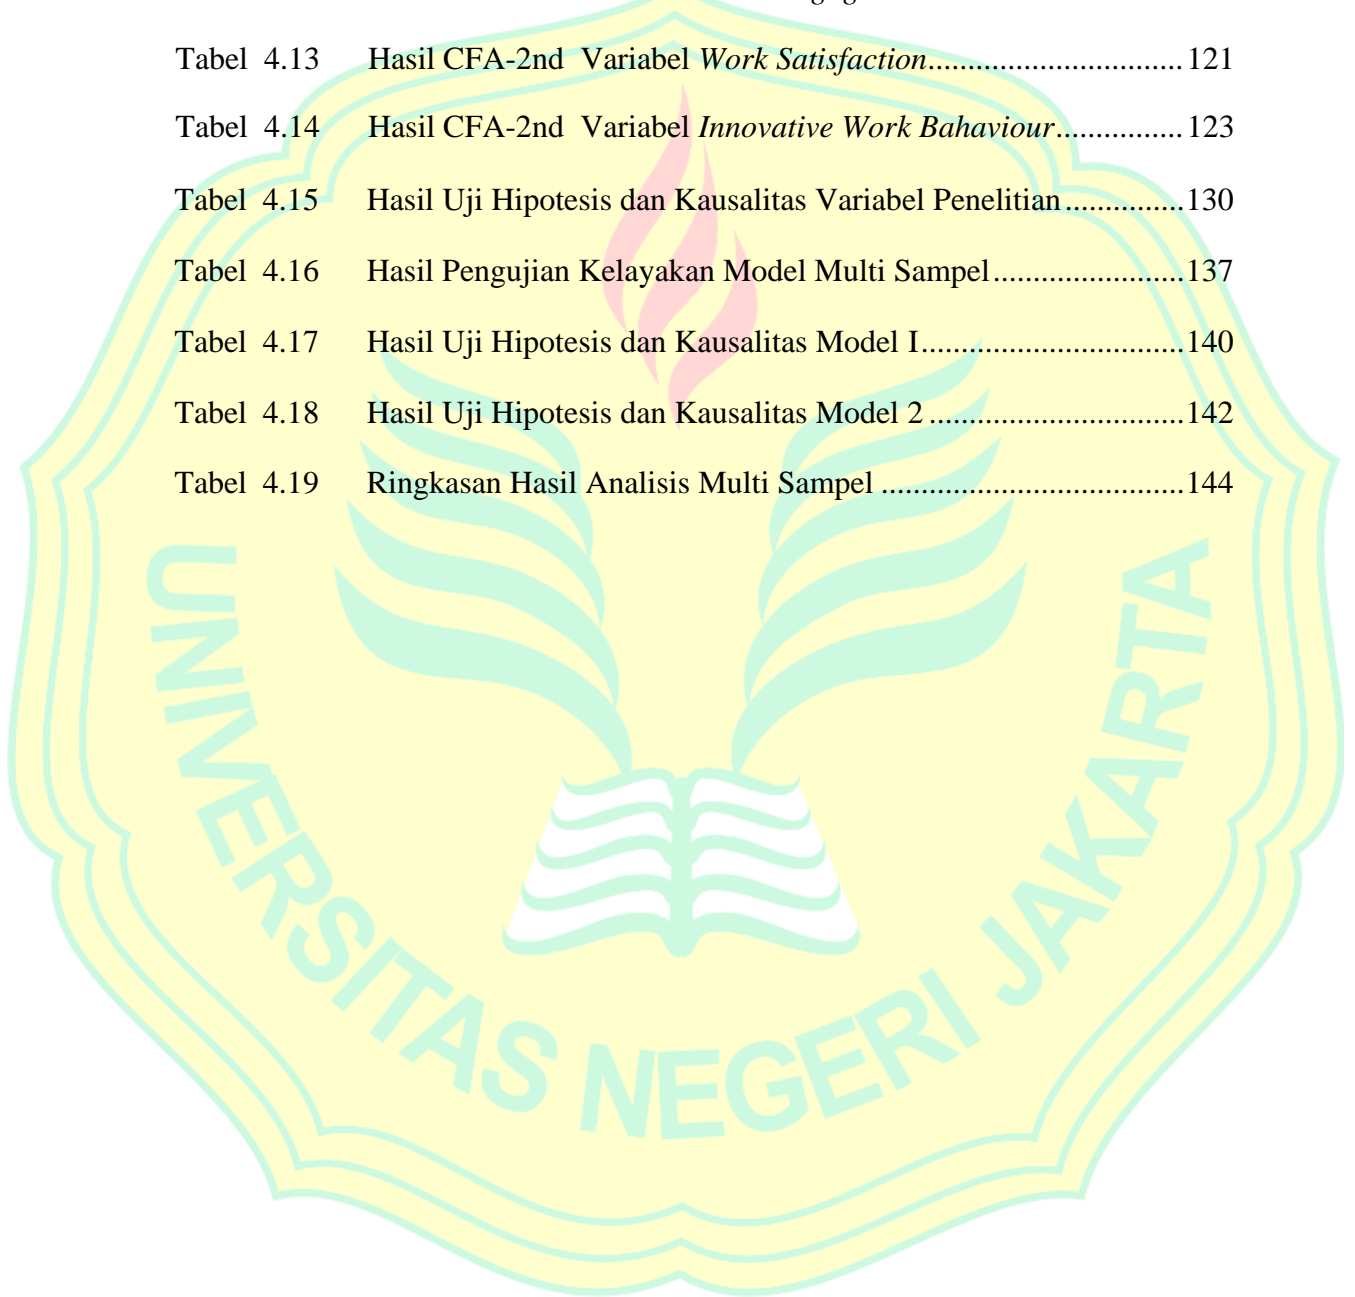 Tabel 4.13 Hasil CFA-2nd Variabel Work Satisfaction................................ 121
Tabel 4.14 Hasil CFA-2nd Variabel Innovative Work Bahaviour................ 123
Tabel 4.15 Hasil Uji Hipotesis dan Kausalitas Variabel Penelitian...............130
Tabel 4.16 Hasil Pengujian Kelayakan Model Multi Sampel........................137
Tabel 4.17 Hasil Uji Hipotesis dan Kausalitas Model I.................................140
Tabel 4.18 Hasil Uji Hipotesis dan Kausalitas Model 2................................142
Tabel 4.19 Ringkasan Hasil Analisis Multi Sampel......................................144
UNIVERSITAS NEGERI JAKARTA